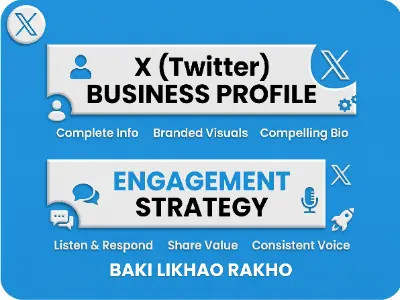 X (Twitter)
BUSINESS PROFILE
Complete Info Branded Visuals Compelling Bio
ENGAGEMENT
STRATEGY
Listen & Respond Share Value Consistent Voice
BAKI LIKHAO RAKHO